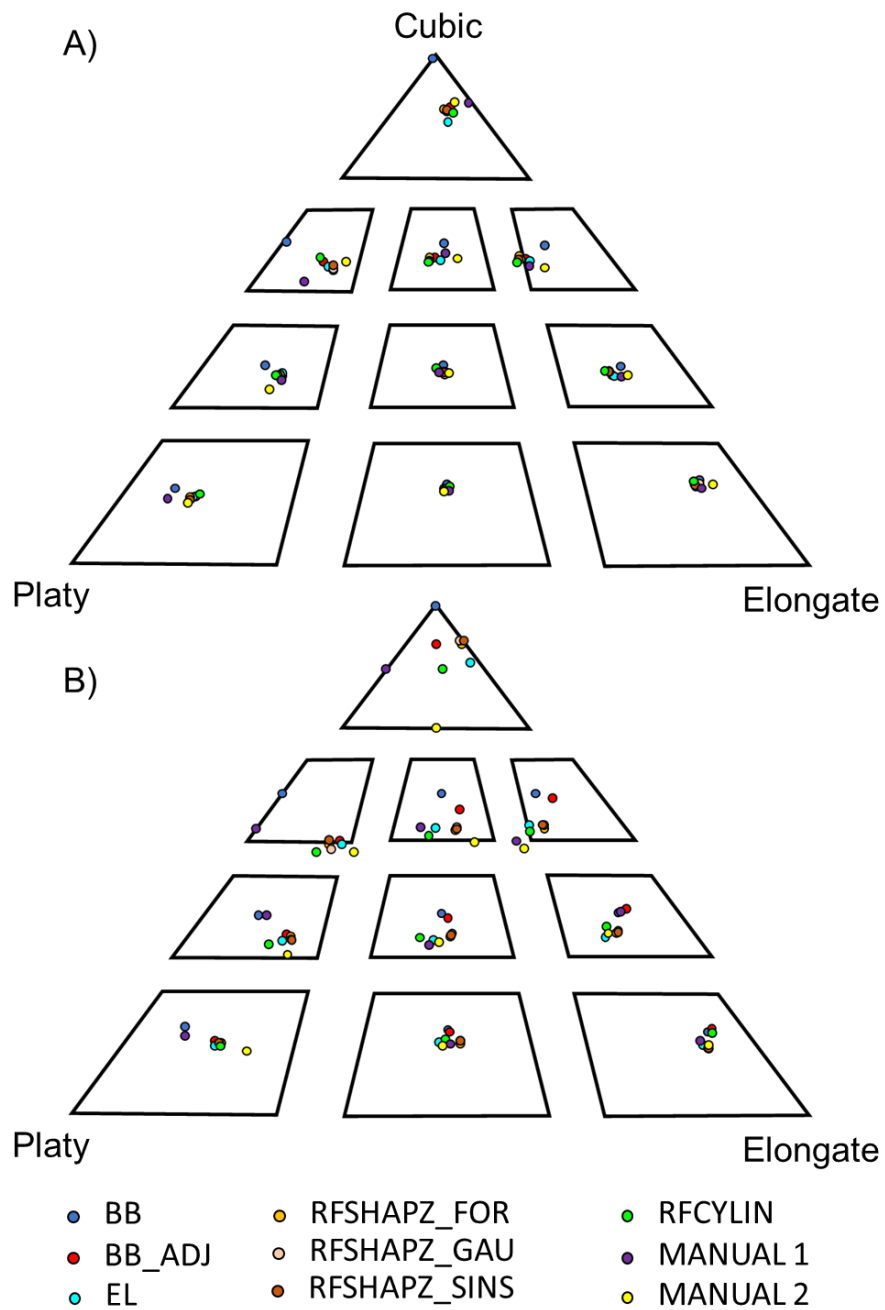 A)
Cubic
Platy
Elongate
B)
Platy
Elongate
BB
RFSHAPZ_FOR
RFCYLIN
BB_ADJ
RFSHAPZ_GAU
MANUAL 1
EL
RFSHAPZ_SINS
MANUAL 2